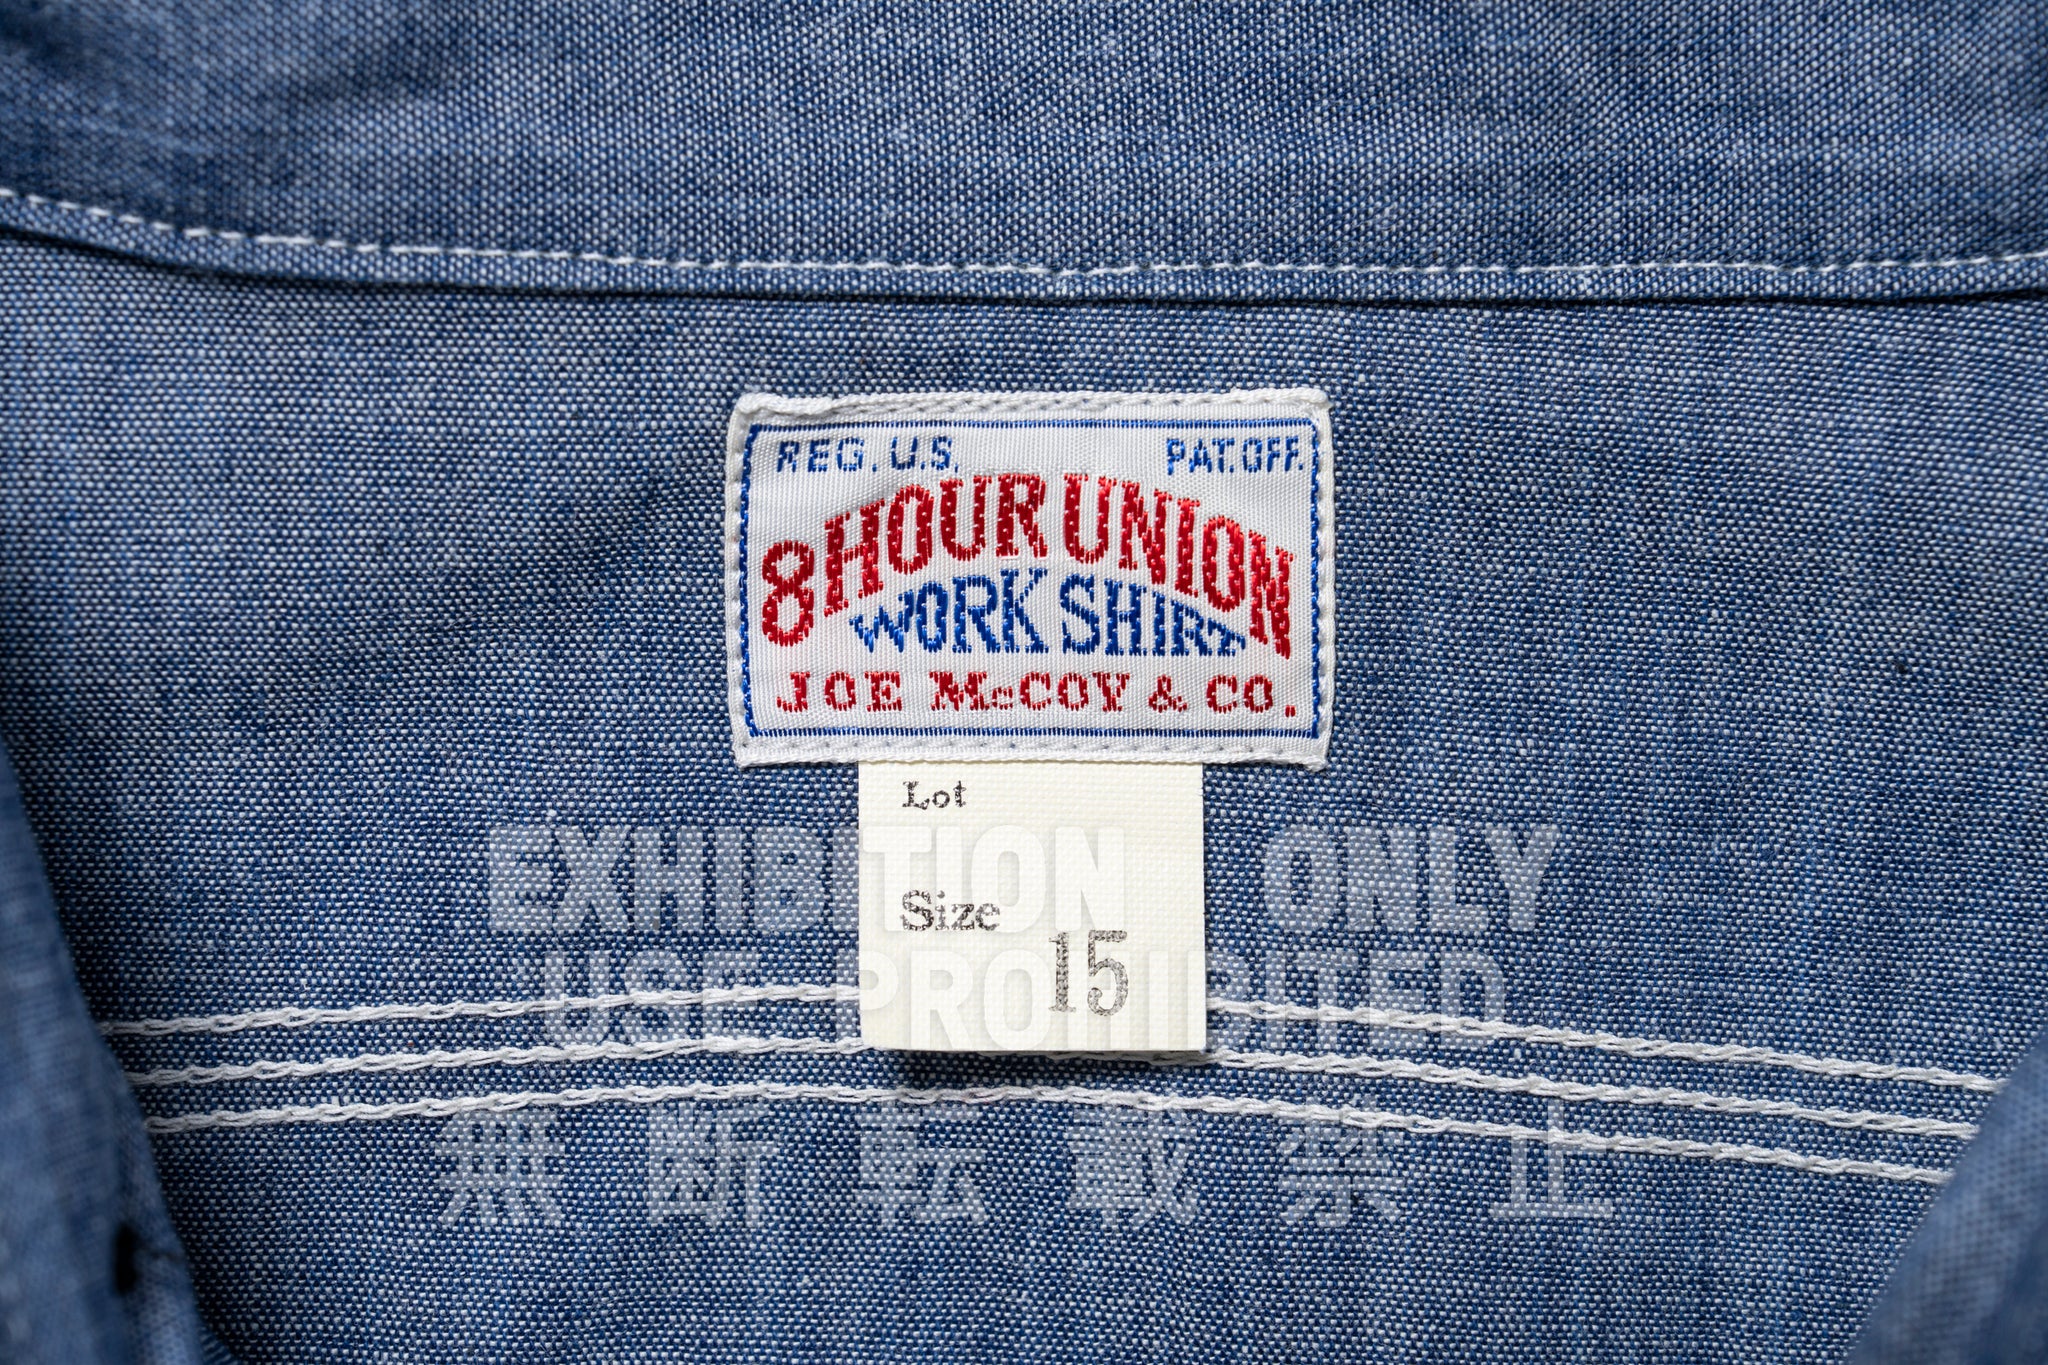 REG. U.S. PAT. OFF.
8 HOUR UNION
WORK SHIRT
JOE McCOY & CO.
Lot
Size
15
EXHIBITION ONLY
USE PROHIBITED
無断転載禁止